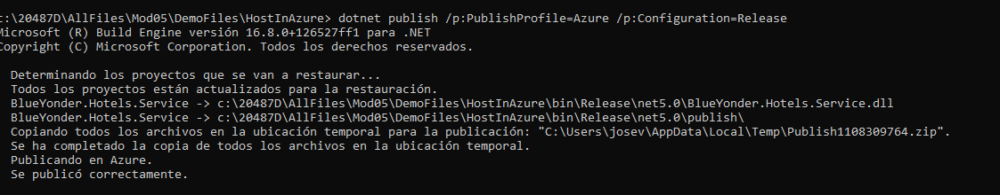 c:\20487D\AllFiles\Mod05\DemoFiles\HostInAzure> dotnet publish /p:PublishProfile=Azure /p:Configuration=Release
Microsoft (R) Build Engine versión 16.8.0+126527ff1 para .NET
Copyright (C) Microsoft Corporation. Todos los derechos reservados.
Determinando los proyectos que se van a restaurar...
Todos los proyectos están actualizados para la restauración.
BlueYonder.Hotels.Service -> c:\20487D\AllFiles\Mod05\DemoFiles\HostInAzure\bin\Release\net5.0\BlueYonder.Hotels.Service.dll
BlueYonder.Hotels.Service -> c:\20487D\AllFiles\Mod05\DemoFiles\HostInAzure\bin\Release\net5.0\publish\
Copiando todos los archivos en la ubicación temporal para la publicación: "C:\Users\josev\AppData\Local\Temp\Publish1108309764.zip".
Se ha completado la copia de todos los archivos en la ubicación temporal.
Publicando en Azure.
Se publicó correctamente.